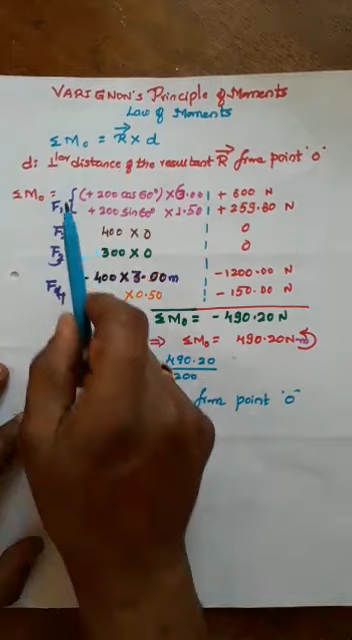 VARIGNON's Principle of Moments
Law of Moments
ΣM₀ = R⃗ x d
d: ⊥lar distance of the resultant R⃗ from point 'O'
ΣM₀ = { (+200 cos 60° ) x 6.00 + 600 N
F₁ + 200 sin 60° x 1.50 + 259.80 N
400 x 0 0
F₃ 300 x 0 0
- 400 x 3.00 m -1200.00 N
F₄ x 0.50 - 150.00 N
ΣM₀ = - 490.20 N
⇒ ΣM₀ = 490.20 N-m
490.20
200
from point 'O'